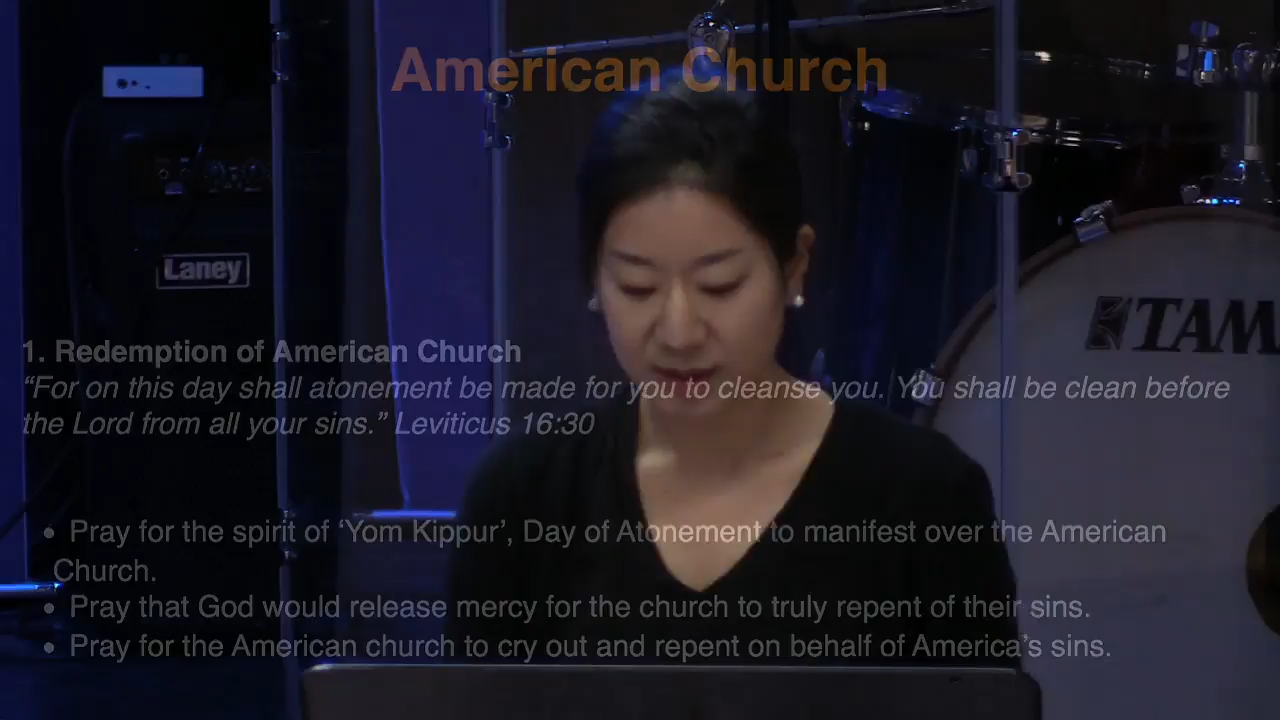 American Church
Laney
TAM
1. Redemption of American Church
“For on this day shall atonement be made for you to cleanse you. You shall be clean before
the Lord from all your sins.” Leviticus 16:30
• Pray for the spirit of ‘Yom Kippur’, Day of Atonement to manifest over the American
Church.
• Pray that God would release mercy for the church to truly repent of their sins.
• Pray for the American church to cry out and repent on behalf of America’s sins.